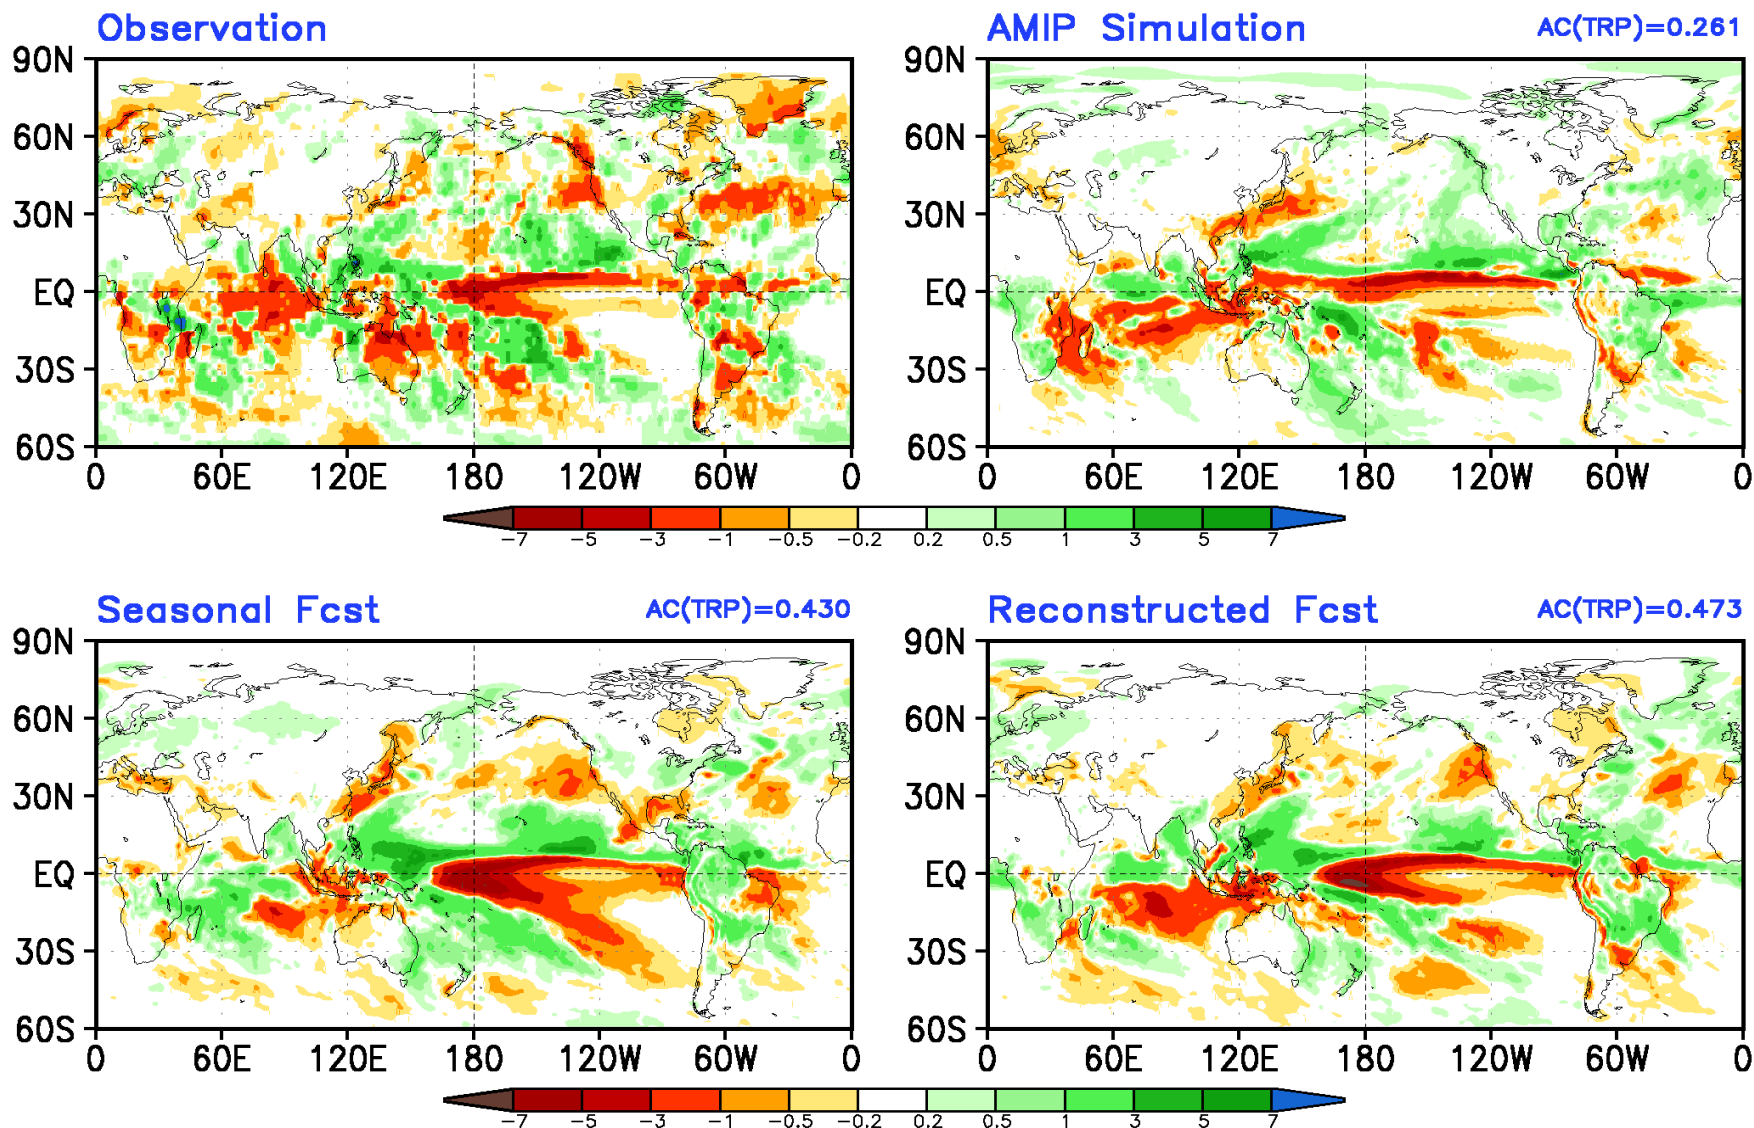 Observation
AMIP Simulation AC(TRP)=0.261
90N 90N
60N 60N
30N 30N
EQ EQ
30S 30S
60S 60S
0 60E 120E 180 120W 60W 0 0 60E 120E 180 120W 60W 0
-7 -5 -3 -1 -0.5 -0.2 0.2 0.5 1 3 5 7
Seasonal Fcst AC(TRP)=0.430
Reconstructed Fcst AC(TRP)=0.473
90N 90N
60N 60N
30N 30N
EQ EQ
30S 30S
60S 60S
0 60E 120E 180 120W 60W 0 0 60E 120E 180 120W 60W 0
-7 -5 -3 -1 -0.5 -0.2 0.2 0.5 1 3 5 7